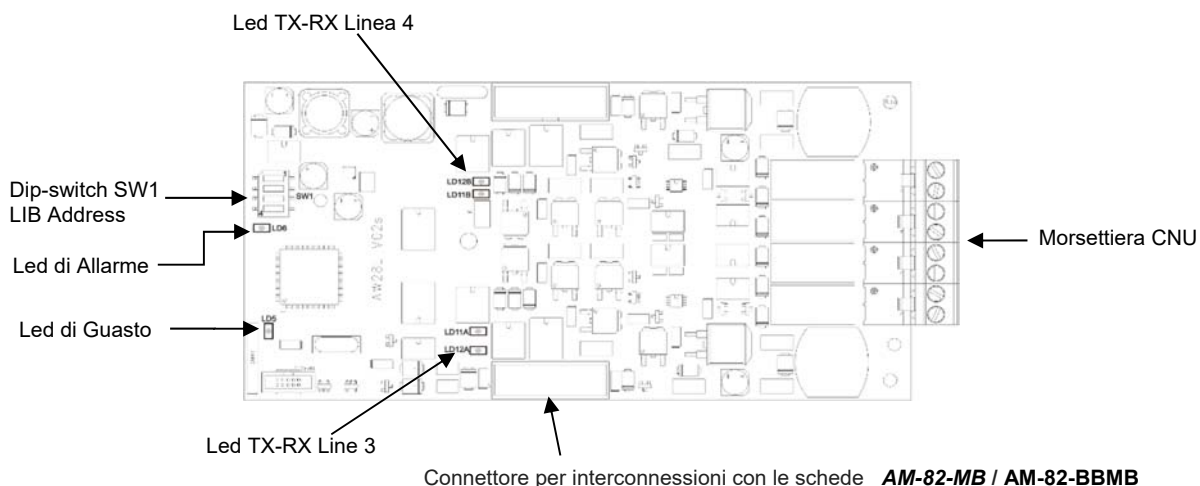 Led TX-RX Linea 4
Dip-switch SW1
LIB Address
SW1
LD12B
LD11B
LD6
Led di Allarme
Morsettiera CNU
AW28L
LD5
Led di Guasto
LD11A
LD12A
Led TX-RX Line 3
Connettore per interconnessioni con le schede AM-82-MB / AM-82-BBMB